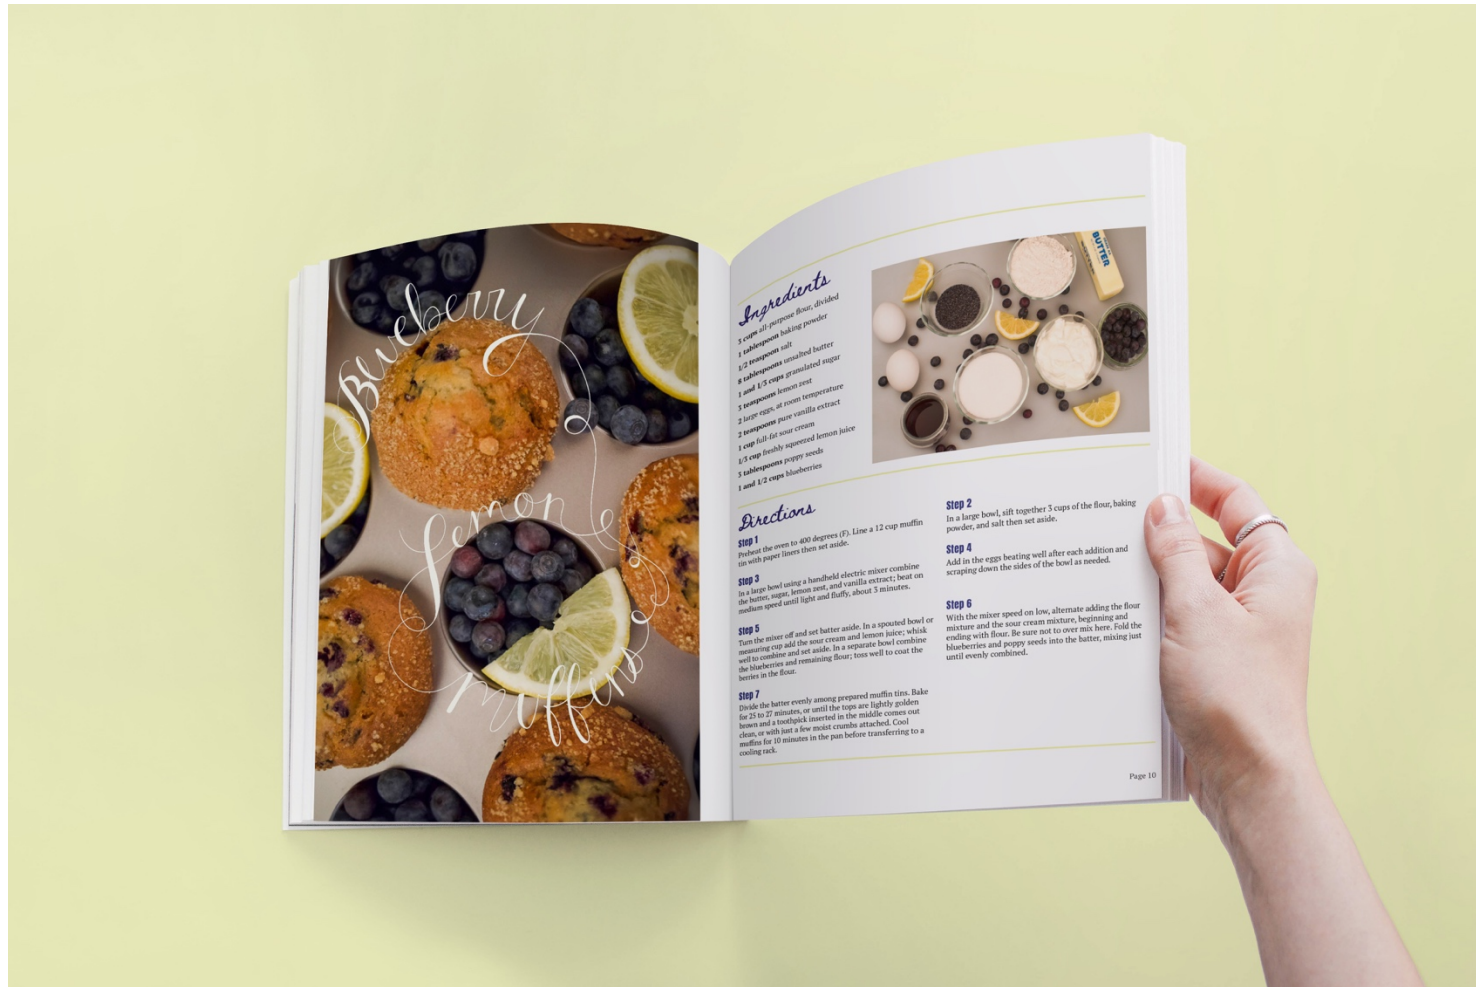 Blueberry
Lemon
muffins
BUTTER
Ingredients
3 cups all-purpose flour, divided
1 tablespoon baking powder
1/2 teaspoon salt
8 tablespoons unsalted butter
1 and 1/3 cups granulated sugar
3 teaspoons lemon zest
2 large eggs, at room temperature
2 teaspoons pure vanilla extract
1 cup full-fat sour cream
1/3 cup freshly squeezed lemon juice
3 tablespoons poppy seeds
1 and 1/2 cups blueberries
Directions
Step 1
Preheat the oven to 400 degrees (F). Line a 12 cup muffin
tin with paper liners then set aside.
Step 2
In a large bowl, sift together 3 cups of the flour, baking
powder, and salt then set aside.
Step 3
In a large bowl using a handheld electric mixer combine
the butter, sugar, lemon zest, and vanilla extract; beat on
medium speed until light and fluffy, about 3 minutes.
Step 4
Add in the eggs beating well after each addition and
scraping down the sides of the bowl as needed.
Step 5
Turn the mixer off and set batter aside. In a spouted bowl or
measuring cup add the sour cream and lemon juice; whisk
well to combine and set aside. In a separate bowl combine
the blueberries and remaining flour; toss well to coat the
berries in the flour.
Step 6
With the mixer speed on low, alternate adding the flour
mixture and the sour cream mixture, beginning and
ending with flour. Be sure not to over mix here. Fold the
blueberries and poppy seeds into the batter, mixing just
until evenly combined.
Step 7
Divide the batter evenly among prepared muffin tins. Bake
for 25 to 27 minutes, or until the tops are lightly golden
brown and a toothpick inserted in the middle comes out
clean, or with just a few moist crumbs attached. Cool
muffins for 10 minutes in the pan before transferring to a
cooling rack.
Page 10